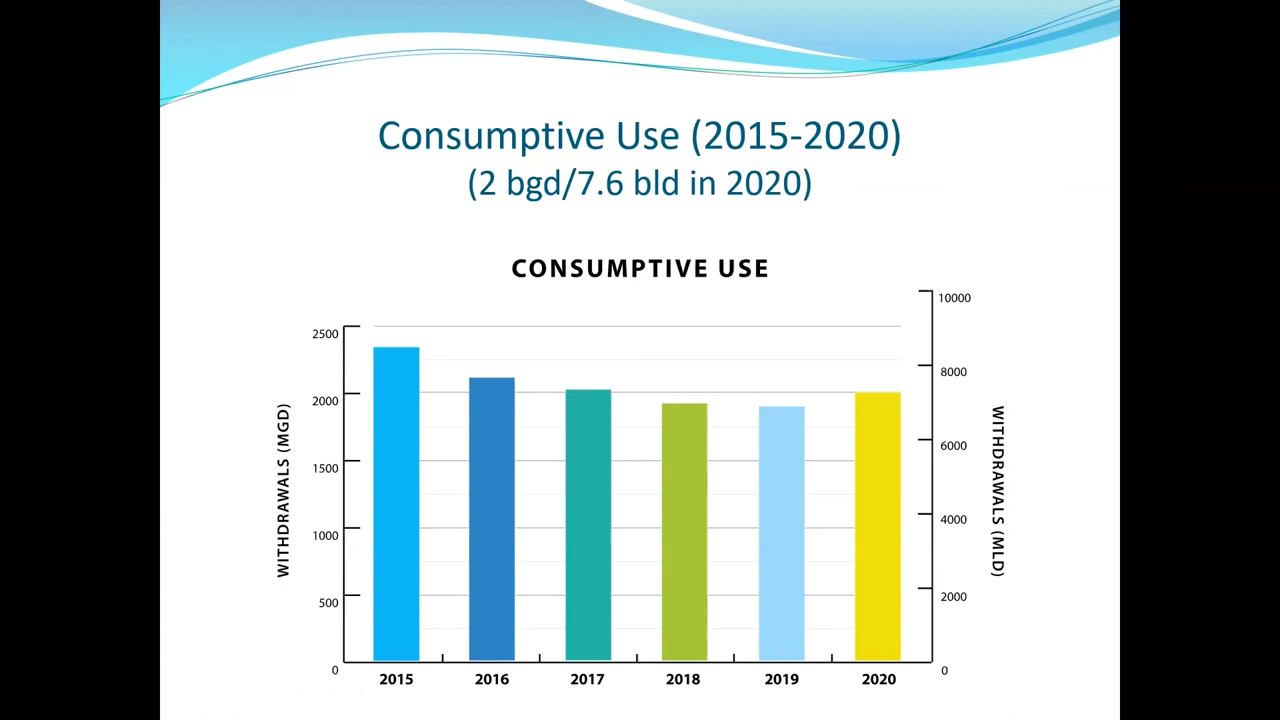 Consumptive Use (2015-2020)
(2 bgd/7.6 bld in 2020)
CONSUMPTIVE USE
WITHDRAWALS (MGD)
2500
2000
1500
1000
500
0
10000
8000
6000
4000
2000
0
WITHDRAWALS (MLD)
2015 2016 2017 2018 2019 2020